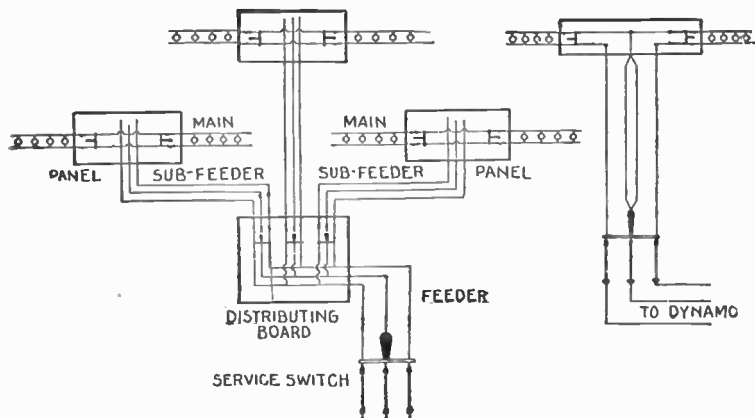 MAIN
MAIN
PANEL
SUB-FEEDER
SUB-FEEDER
PANEL
FEEDER
DISTRIBUTING
BOARD
TO DYNAMO
SERVICE SWITCH